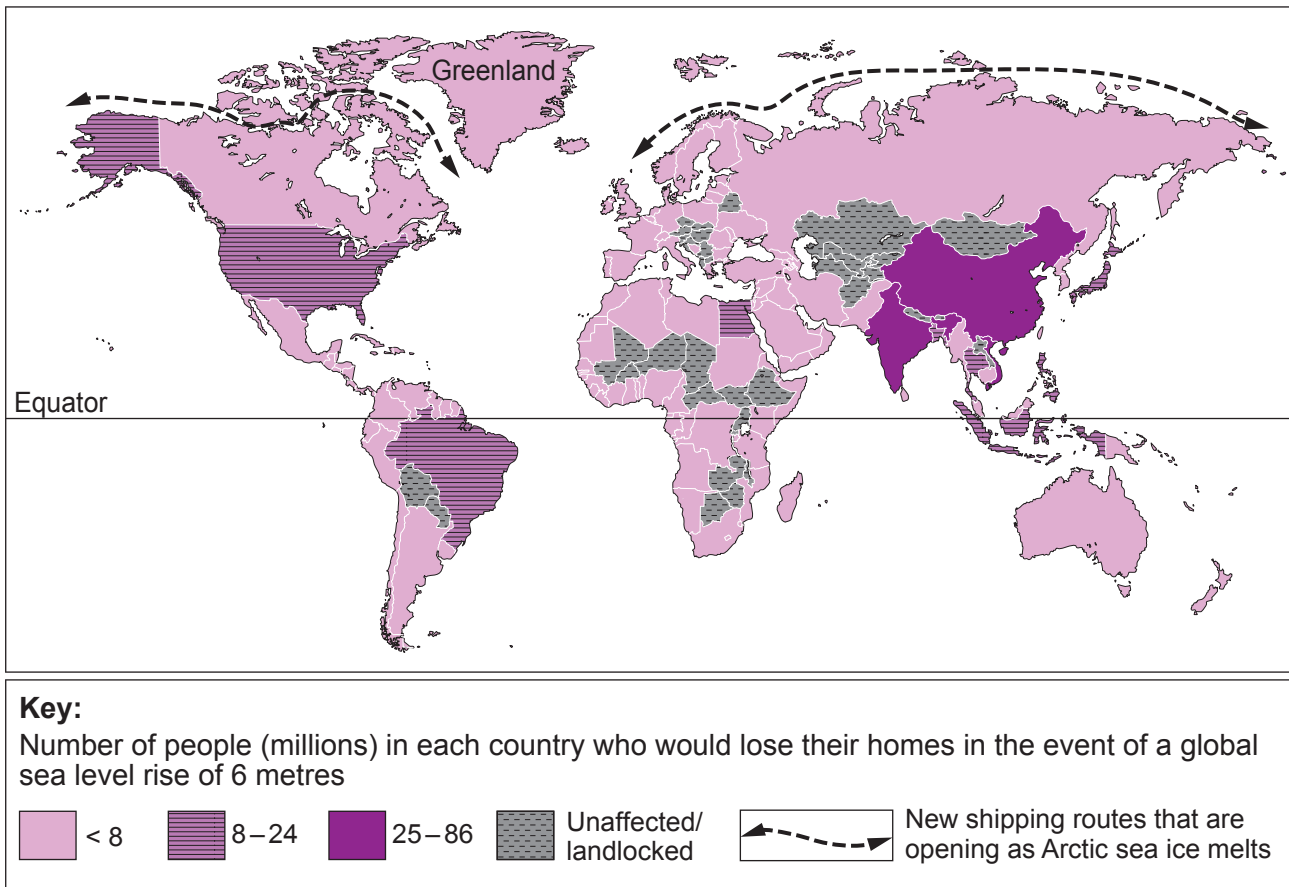 Greenland
Equator
Key:
Number of people (millions) in each country who would lose their homes in the event of a global
sea level rise of 6 metres
< 8
8–24
25–86
Unaffected/
landlocked
New shipping routes that are
opening as Arctic sea ice melts